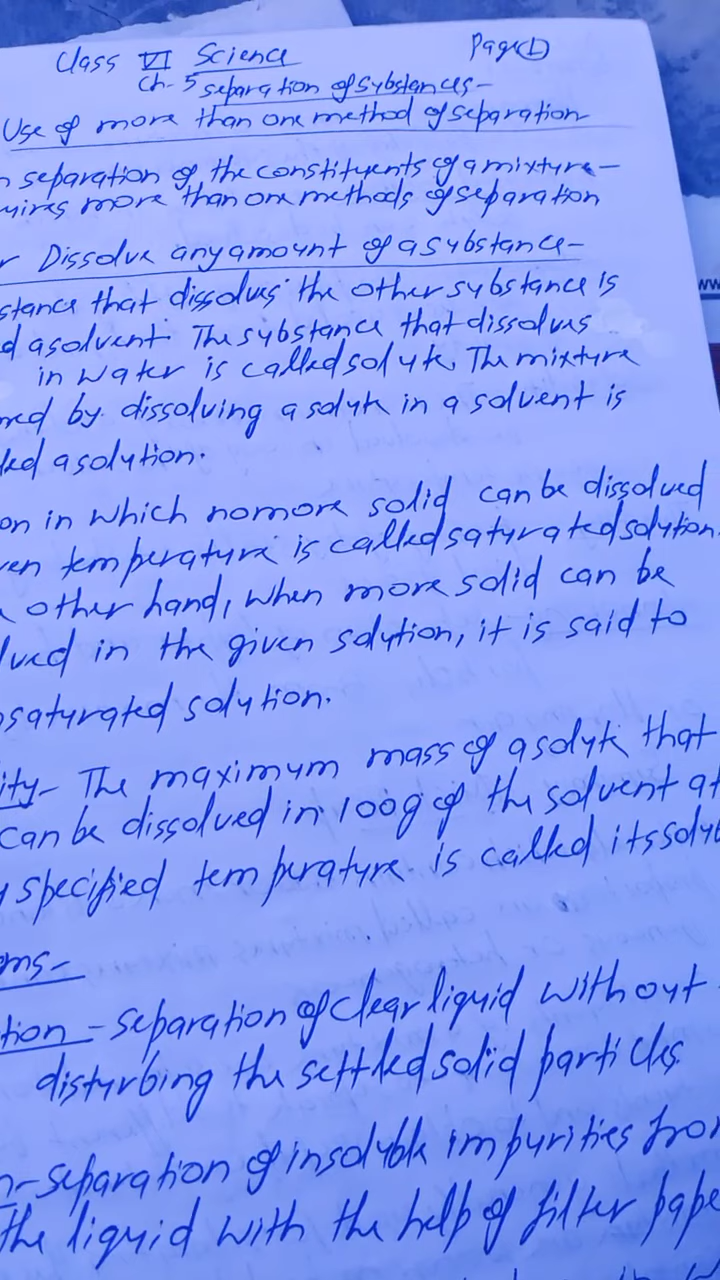 Class VI Science Page 1
Ch-5 separation of substances-
Use of more than one method of separation
n separation of the constituents of a mixture-
uires more than one methods of separation
r Dissolve any amount of a substance-
stance that dissolves the other substance is
d a solvent. The substance that dissolves
in water is called solute. The mixture
med by dissolving a solute in a solvent is
led a solution.
on in which no more solid can be dissolved
ven temperature is called saturated solution.
other hand, when more solid can be
lved in the given solution, it is said to
saturated solution.
ity- The maximum mass of a solute that
can be dissolved in 100g of the solvent at
y specified temperature is called its solu
ms-
tion - separation of clear liquid without
disturbing the settled solid particles
n-separation of insoluble impurities from
the liquid with the help of filter pape